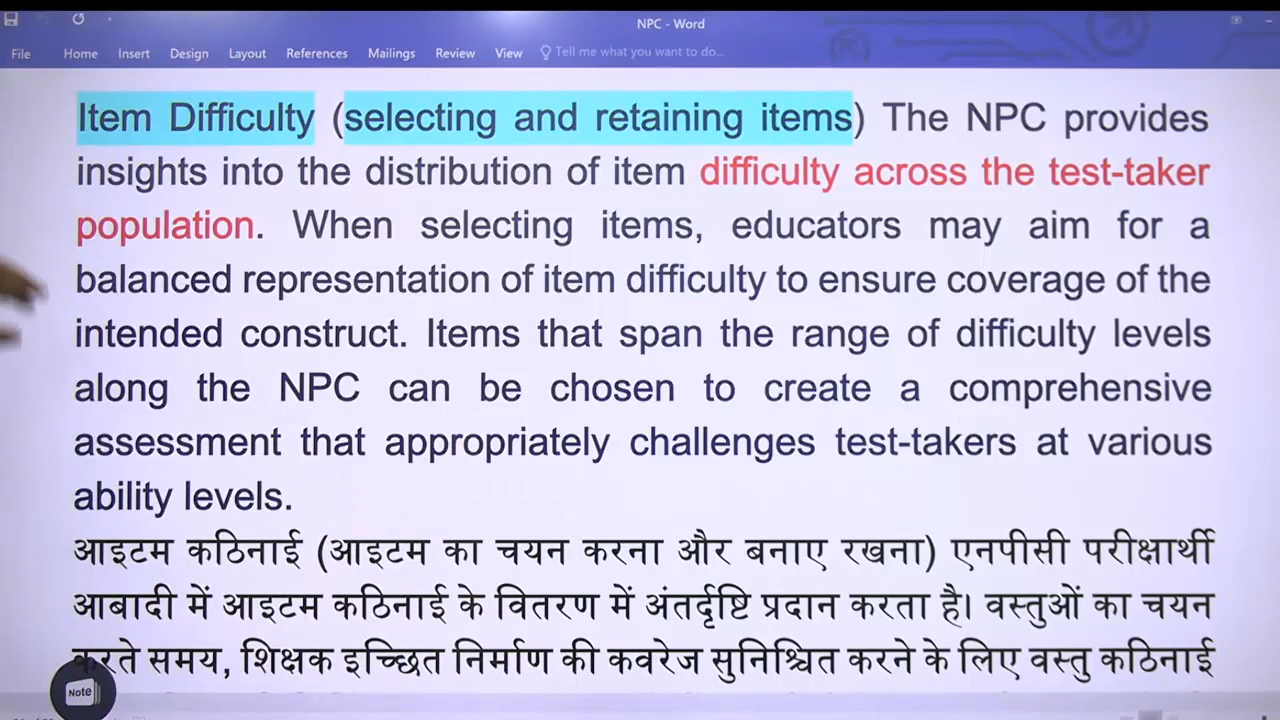 NPC - Word
File Home Insert Design Layout References Mailings Review View Tell me what you want to do...
Item Difficulty (selecting and retaining items) The NPC provides
insights into the distribution of item difficulty across the test-taker
population. When selecting items, educators may aim for a
balanced representation of item difficulty to ensure coverage of the
intended construct. Items that span the range of difficulty levels
along the NPC can be chosen to create a comprehensive
assessment that appropriately challenges test-takers at various
ability levels.
आइटम कठिनाई (आइटम का चयन करना और बनाए रखना) एनपीसी परीक्षार्थी
आबादी में आइटम कठिनाई के वितरण में अंतर्दृष्टि प्रदान करता है। वस्तुओं का चयन
करते समय, शिक्षक इच्छित निर्माण की कवरेज सुनिश्चित करने के लिए वस्तु कठिनाई
Note